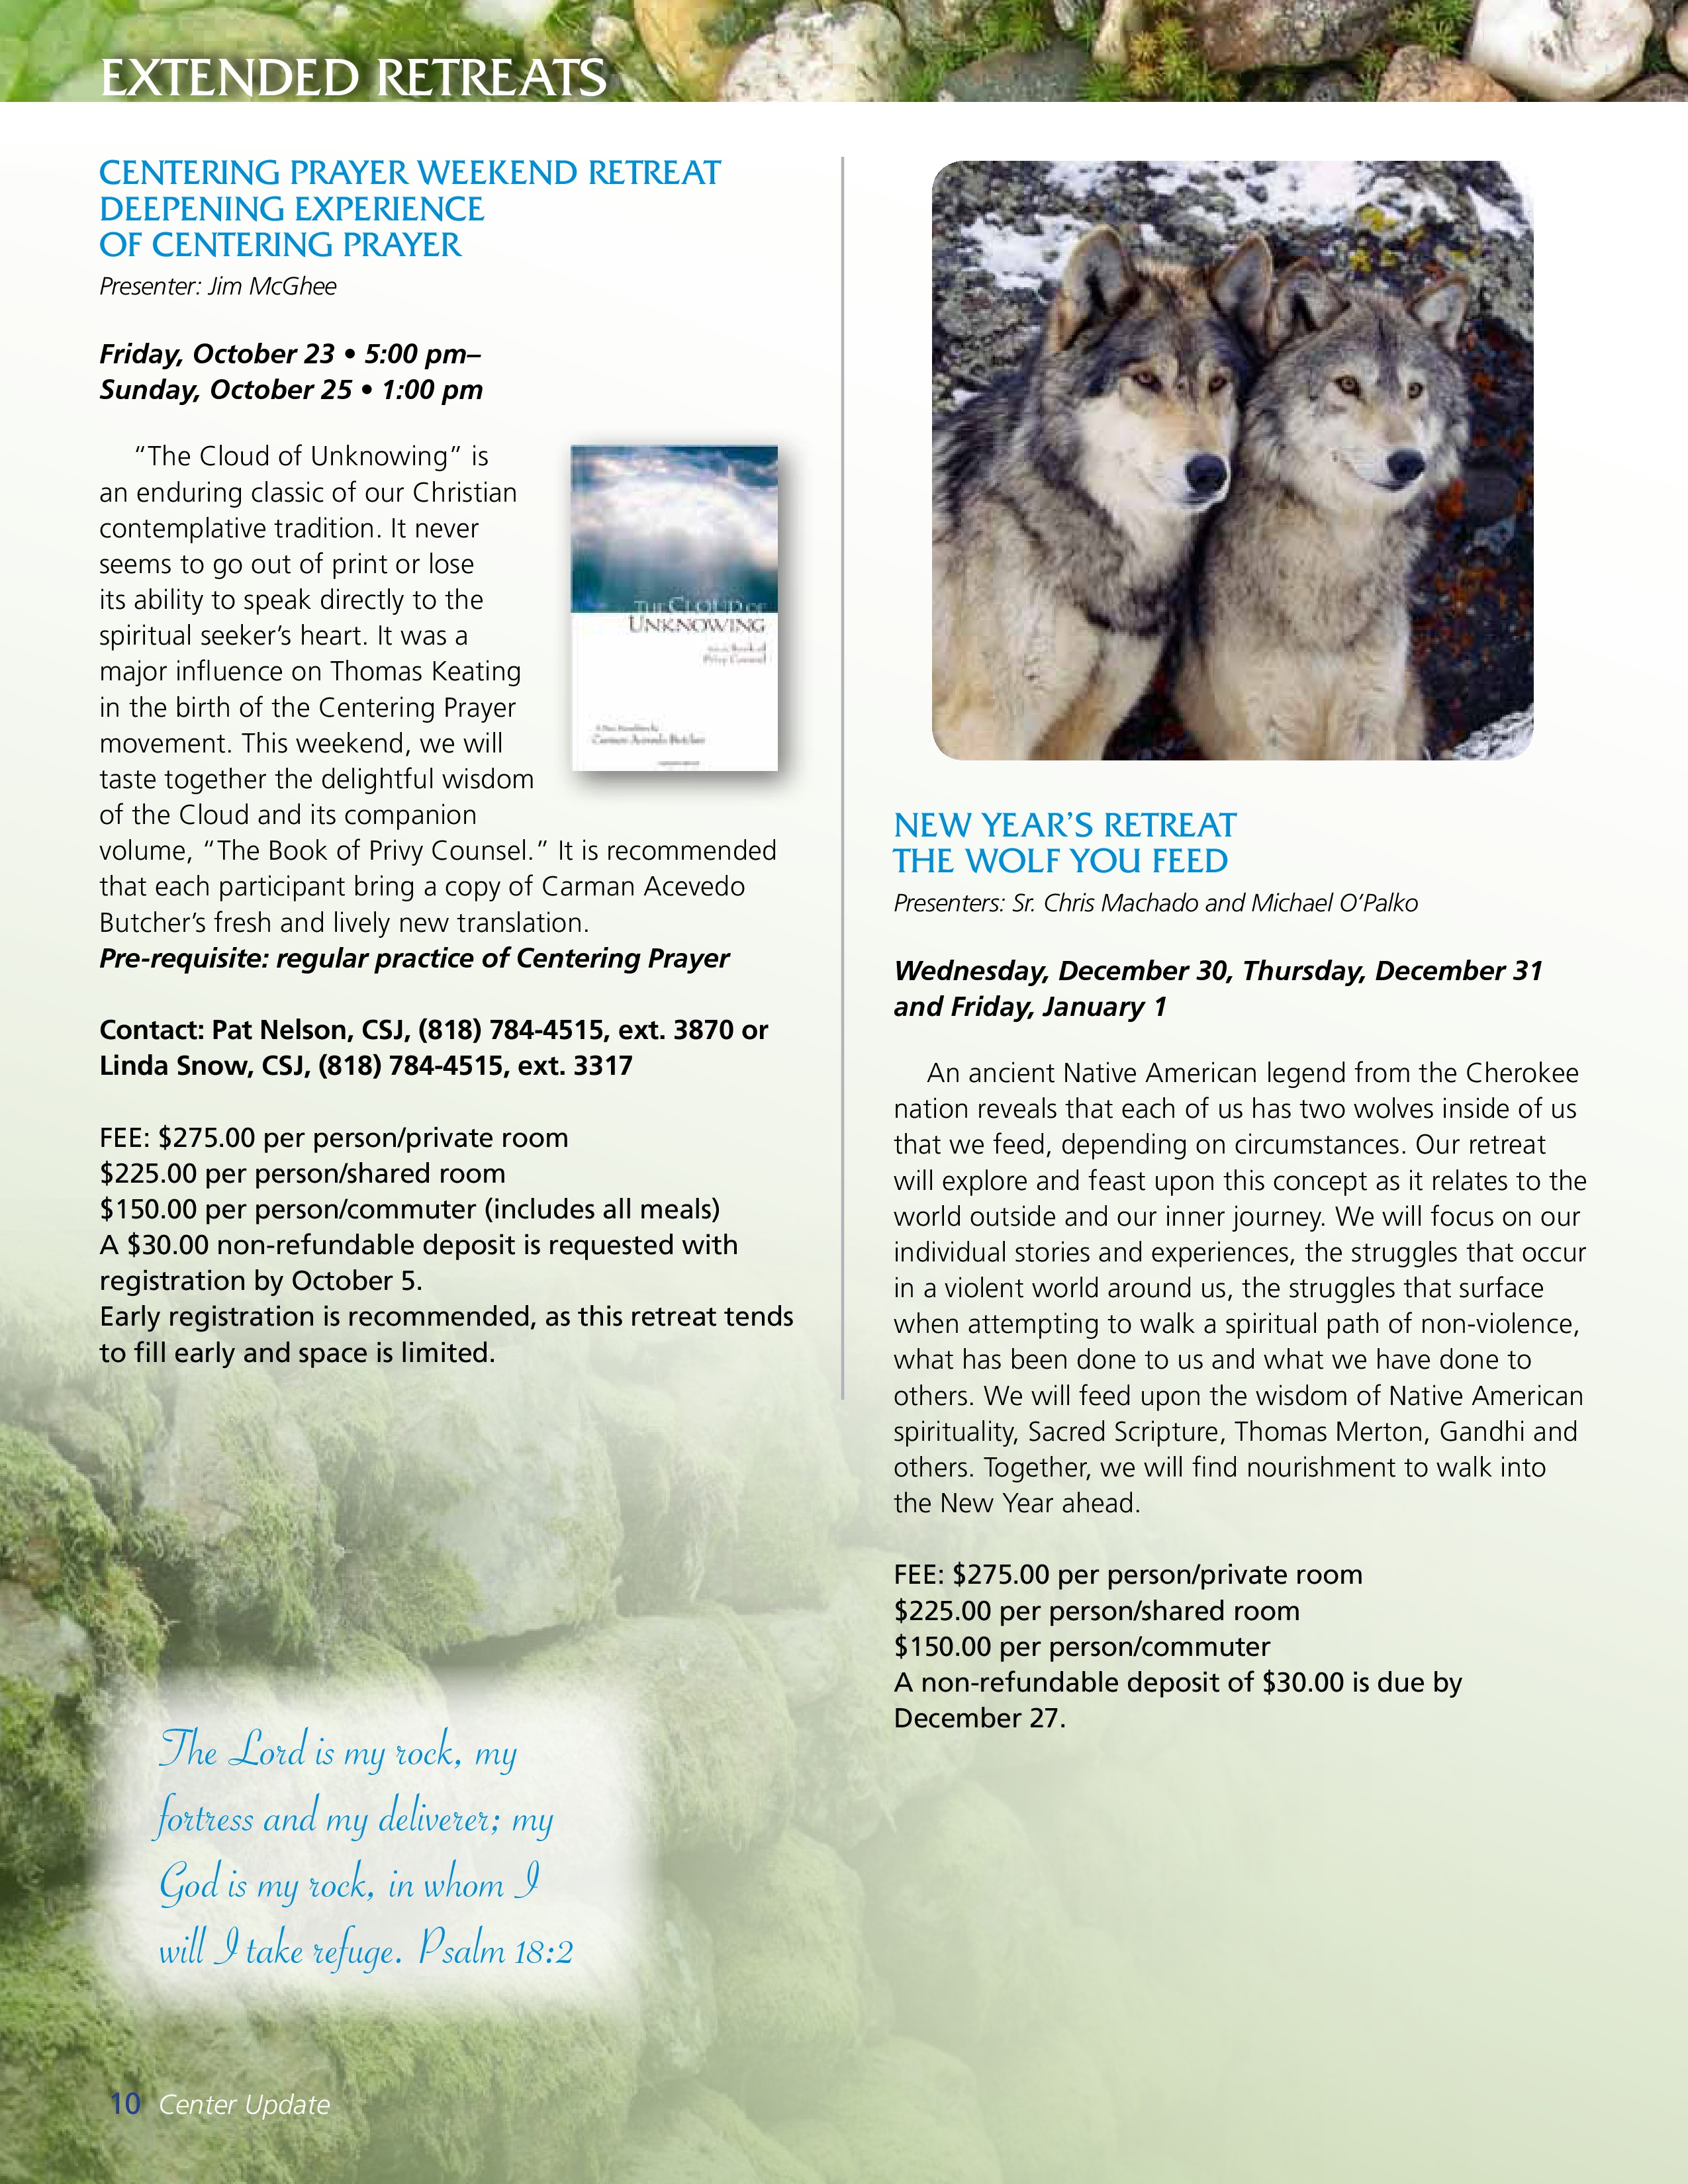 EXTENDED RETREATS
CENTERING PRAYER WEEKEND RETREAT
DEEPENING EXPERIENCE
OF CENTERING PRAYER
Presenter: Jim McGhee
Friday, October 23 • 5:00 pm–
Sunday, October 25 • 1:00 pm
“The Cloud of Unknowing” is
an enduring classic of our Christian
contemplative tradition. It never
seems to go out of print or lose
its ability to speak directly to the
spiritual seeker’s heart. It was a
major influence on Thomas Keating
in the birth of the Centering Prayer
movement. This weekend, we will
taste together the delightful wisdom
of the Cloud and its companion
volume, “The Book of Privy Counsel.” It is recommended
that each participant bring a copy of Carman Acevedo
Butcher’s fresh and lively new translation.
Pre-requisite: regular practice of Centering Prayer
THE CLOUD OF
UNKNOWING
Book of
Privy Counsel
Carmen Acevedo Butcher
Contact: Pat Nelson, CSJ, (818) 784-4515, ext. 3870 or
Linda Snow, CSJ, (818) 784-4515, ext. 3317
FEE: $275.00 per person/private room
$225.00 per person/shared room
$150.00 per person/commuter (includes all meals)
A $30.00 non-refundable deposit is requested with
registration by October 5.
Early registration is recommended, as this retreat tends
to fill early and space is limited.
The Lord is my rock, my
fortress and my deliverer; my
God is my rock, in whom I
will I take refuge. Psalm 18:2
NEW YEAR’S RETREAT
THE WOLF YOU FEED
Presenters: Sr. Chris Machado and Michael O’Palko
Wednesday, December 30, Thursday, December 31
and Friday, January 1
An ancient Native American legend from the Cherokee
nation reveals that each of us has two wolves inside of us
that we feed, depending on circumstances. Our retreat
will explore and feast upon this concept as it relates to the
world outside and our inner journey. We will focus on our
individual stories and experiences, the struggles that occur
in a violent world around us, the struggles that surface
when attempting to walk a spiritual path of non-violence,
what has been done to us and what we have done to
others. We will feed upon the wisdom of Native American
spirituality, Sacred Scripture, Thomas Merton, Gandhi and
others. Together, we will find nourishment to walk into
the New Year ahead.
FEE: $275.00 per person/private room
$225.00 per person/shared room
$150.00 per person/commuter
A non-refundable deposit of $30.00 is due by
December 27.
10 Center Update